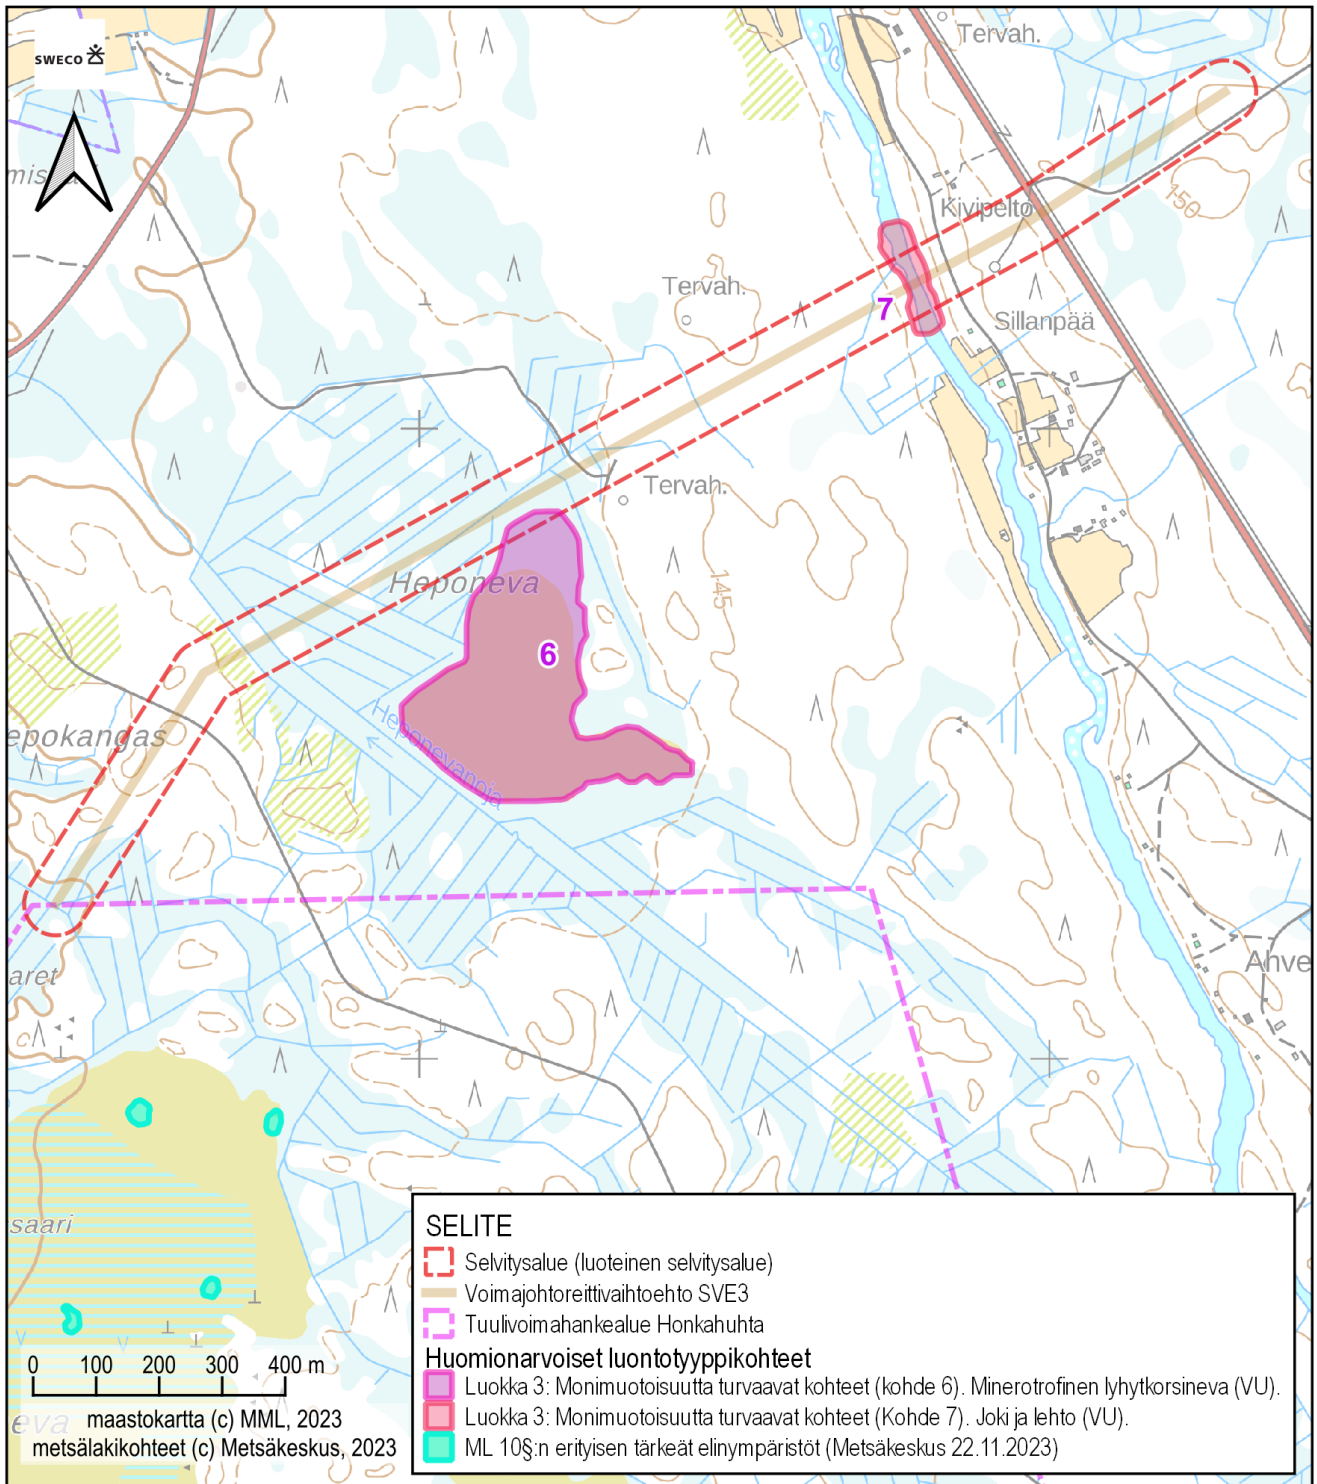 SWECO
Tervah.
Kivipelto
150
Tervah.
7
Sillanpää
Tervah.
Heponeva
145
6
epokangas
Heponevanoja
aret
Ahve
saari
eva
SELITE
Selvitysalue (luoteinen selvitysalue)
Voimajohtoreittivaihtoehto SVE3
Tuulivoimahankealue Honkahuhta
Huomionarvoiset luontotyyppikohteet
Luokka 3: Monimuotoisuutta turvaavat kohteet (kohde 6). Minerotrofinen lyhytkorsineva (VU).
Luokka 3: Monimuotoisuutta turvaavat kohteet (Kohde 7). Joki ja lehto (VU).
ML 10§:n erityisen tärkeät elinympäristöt (Metsäkeskus 22.11.2023)
0 100 200 300 400 m
maastokartta (c) MML, 2023
metsälakikohteet (c) Metsäkeskus, 2023